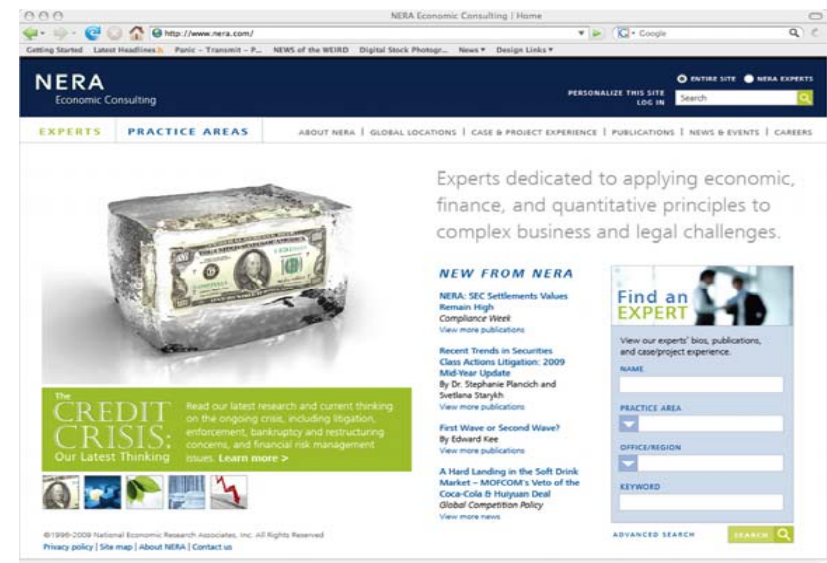 NERA Economic Consulting | Home
http://www.nera.com/
Google
Getting Started Latest Headlines Panic – Transmit – P... NEWS of the WEIRD Digital Stock Photogr... News Design Links
NERA
Economic Consulting
ENTIRE SITE NERA EXPERTS
PERSONALIZE THIS SITE
LOG IN
Search
EXPERTS PRACTICE AREAS ABOUT NERA | GLOBAL LOCATIONS | CASE & PROJECT EXPERIENCE | PUBLICATIONS | NEWS & EVENTS | CAREERS
Experts dedicated to applying economic,
finance, and quantitative principles to
complex business and legal challenges.
The
CREDIT
CRISIS:
Our Latest Thinking
Read our latest research and current thinking
on the ongoing crisis, including litigation,
enforcement, bankruptcy and restructuring
concerns, and financial risk management
issues. Learn more >
NEW FROM NERA
NERA: SEC Settlements Values
Remain High
Compliance Week
View more publications
Recent Trends in Securities
Class Actions Litigation: 2009
Mid-Year Update
By Dr. Stephanie Plancich and
Svetlana Starykh
View more publications
First Wave or Second Wave?
By Edward Kee
View more publications
A Hard Landing in the Soft Drink
Market – MOFCOM's Veto of the
Coca-Cola & Huiyuan Deal
Global Competition Policy
View more news
Find an
EXPERT
View our experts' bios, publications,
and case/project experience.
NAME
PRACTICE AREA
OFFICE/REGION
KEYWORD
ADVANCED SEARCH SEARCH
©1996-2009 National Economic Research Associates, Inc. All Rights Reserved
Privacy policy | Site map | About NERA | Contact us